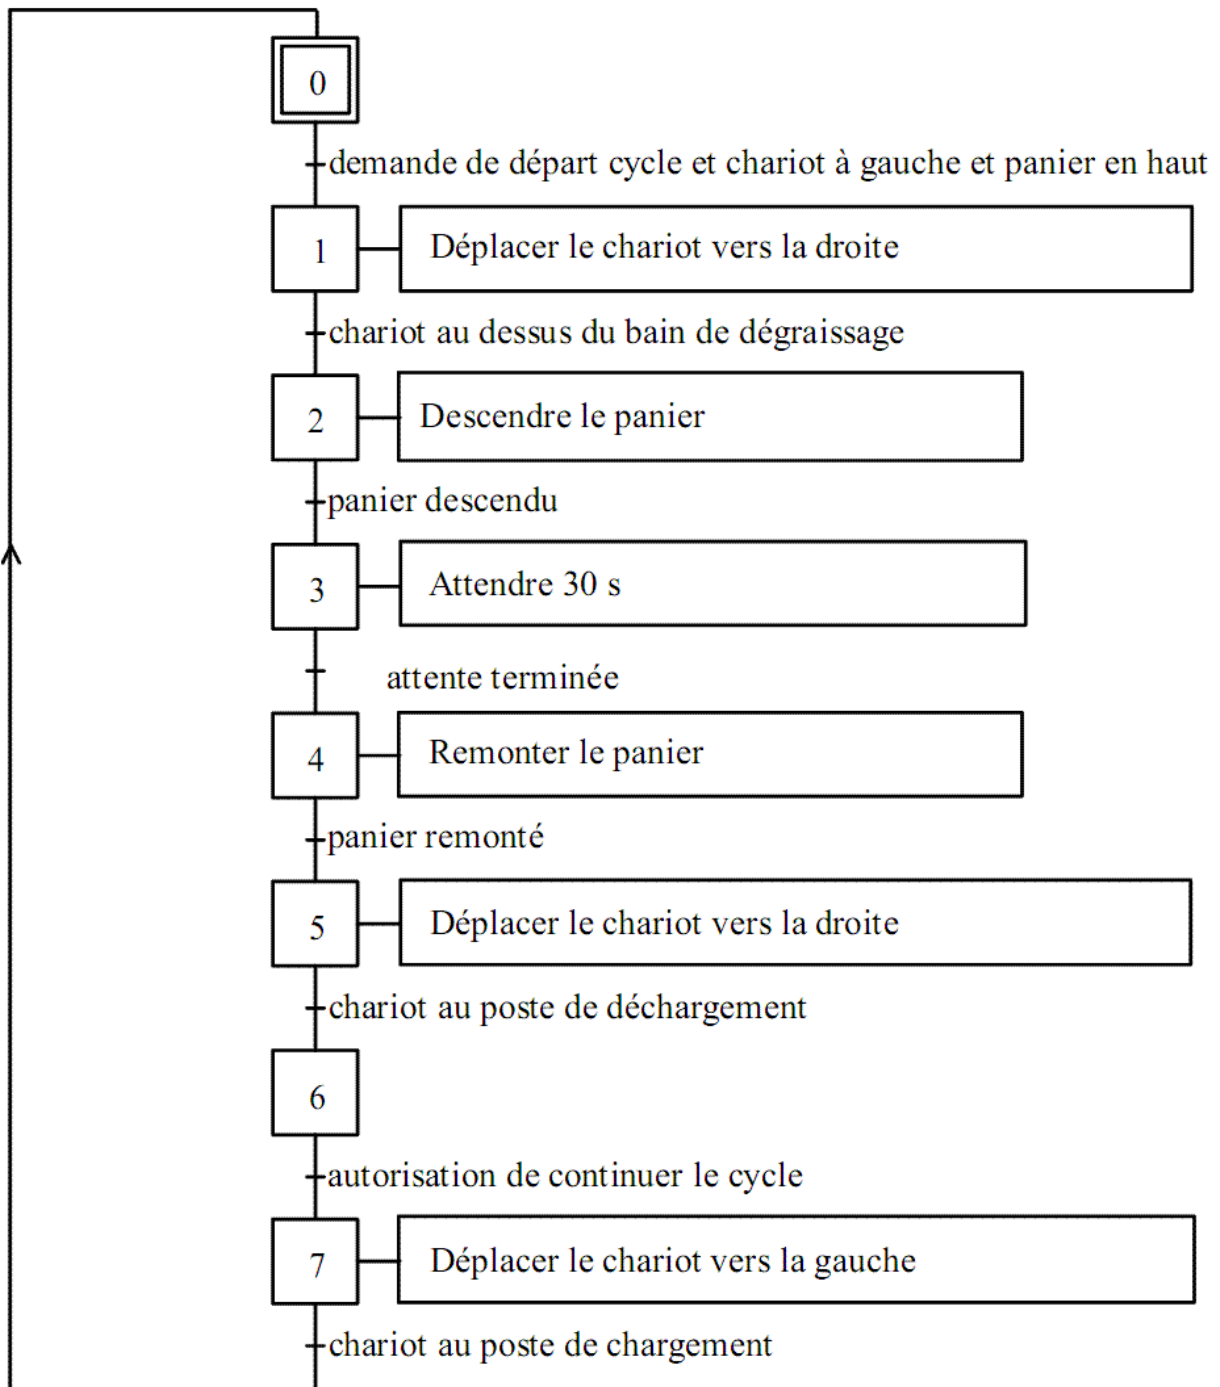 0
demande de départ cycle et chariot à gauche et panier en haut
1 Déplacer le chariot vers la droite
chariot au dessus du bain de dégraissage
2 Descendre le panier
panier descendu
3 Attendre 30 s
attente terminée
4 Remonter le panier
panier remonté
5 Déplacer le chariot vers la droite
chariot au poste de déchargement
6
autorisation de continuer le cycle
7 Déplacer le chariot vers la gauche
chariot au poste de chargement